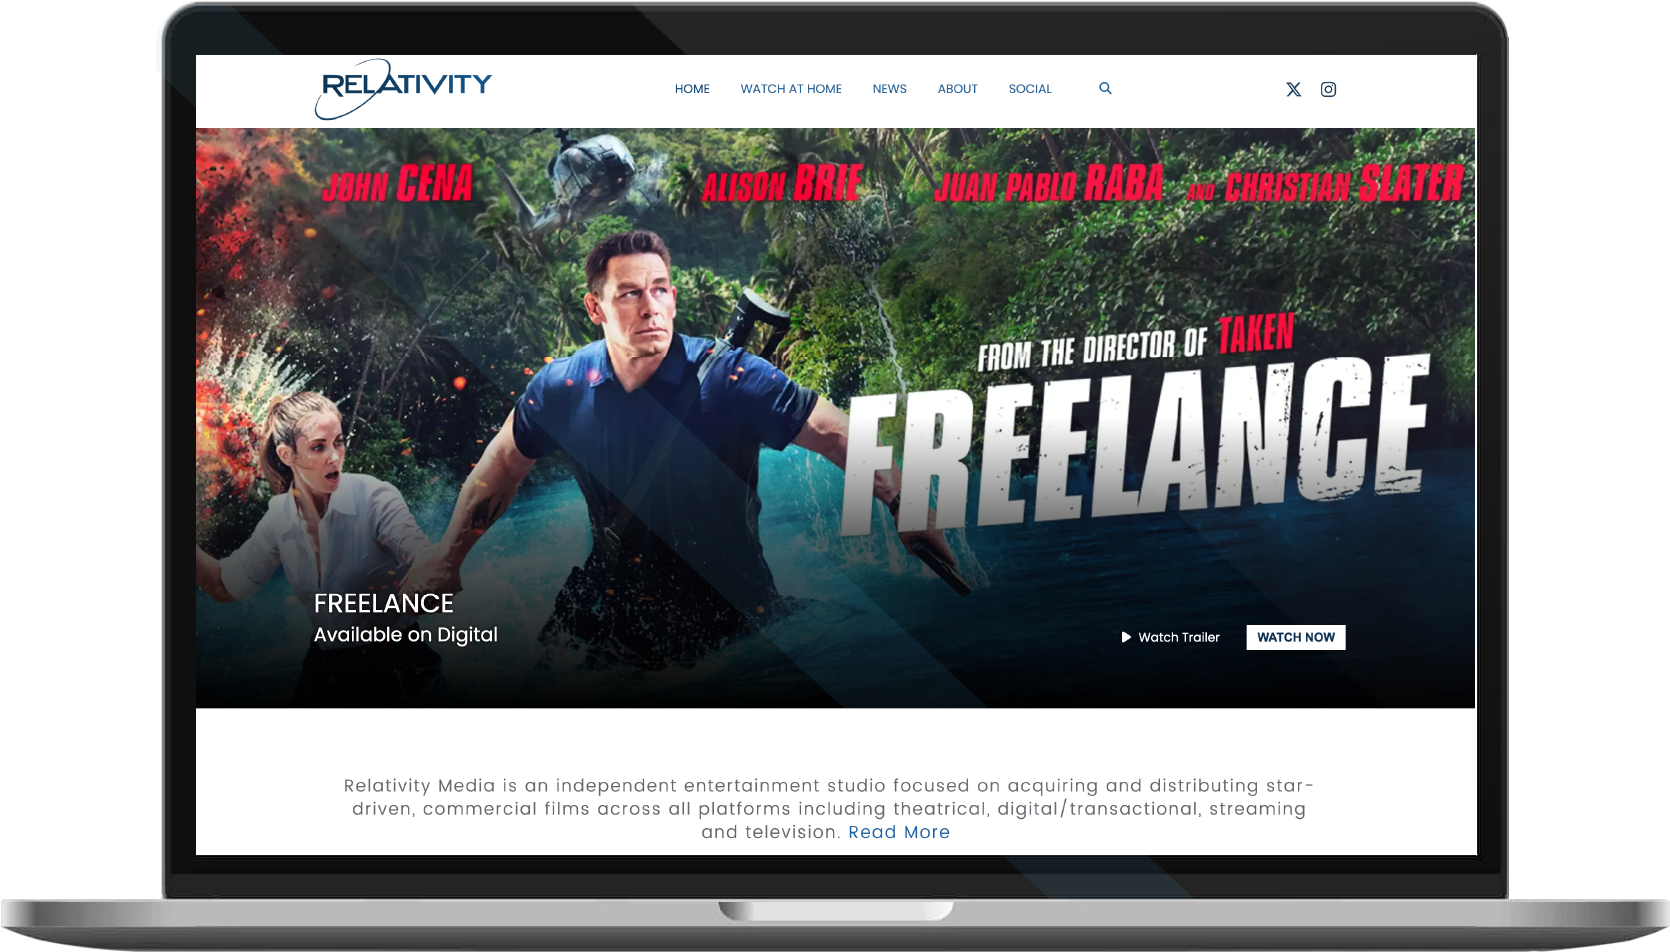 RELATIVITY
HOME WATCH AT HOME NEWS ABOUT SOCIAL
JOHN CENA ALISON BRIE JUAN PABLO RABA AND CHRISTIAN SLATER
FROM THE DIRECTOR OF TAKEN
FREELANCE
FREELANCE
Available on Digital
Watch Trailer WATCH NOW
Relativity Media is an independent entertainment studio focused on acquiring and distributing star-
driven, commercial films across all platforms including theatrical, digital/transactional, streaming
and television. Read More